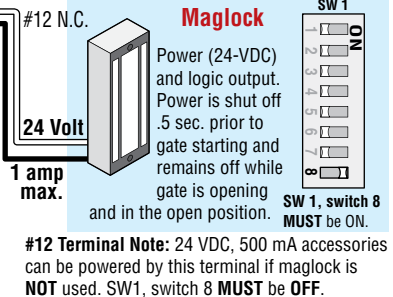 #12 N.C.
Maglock
SW 1
ON
1
2
3
4
5
6
7
8
Power (24-VDC)
and logic output.
Power is shut off
.5 sec. prior to
gate starting and
remains off while
gate is opening
and in the open position.
24 Volt
1 amp
max.
SW 1, switch 8
MUST be ON.
#12 Terminal Note: 24 VDC, 500 mA accessories
can be powered by this terminal if maglock is
NOT used. SW1, switch 8 MUST be OFF.